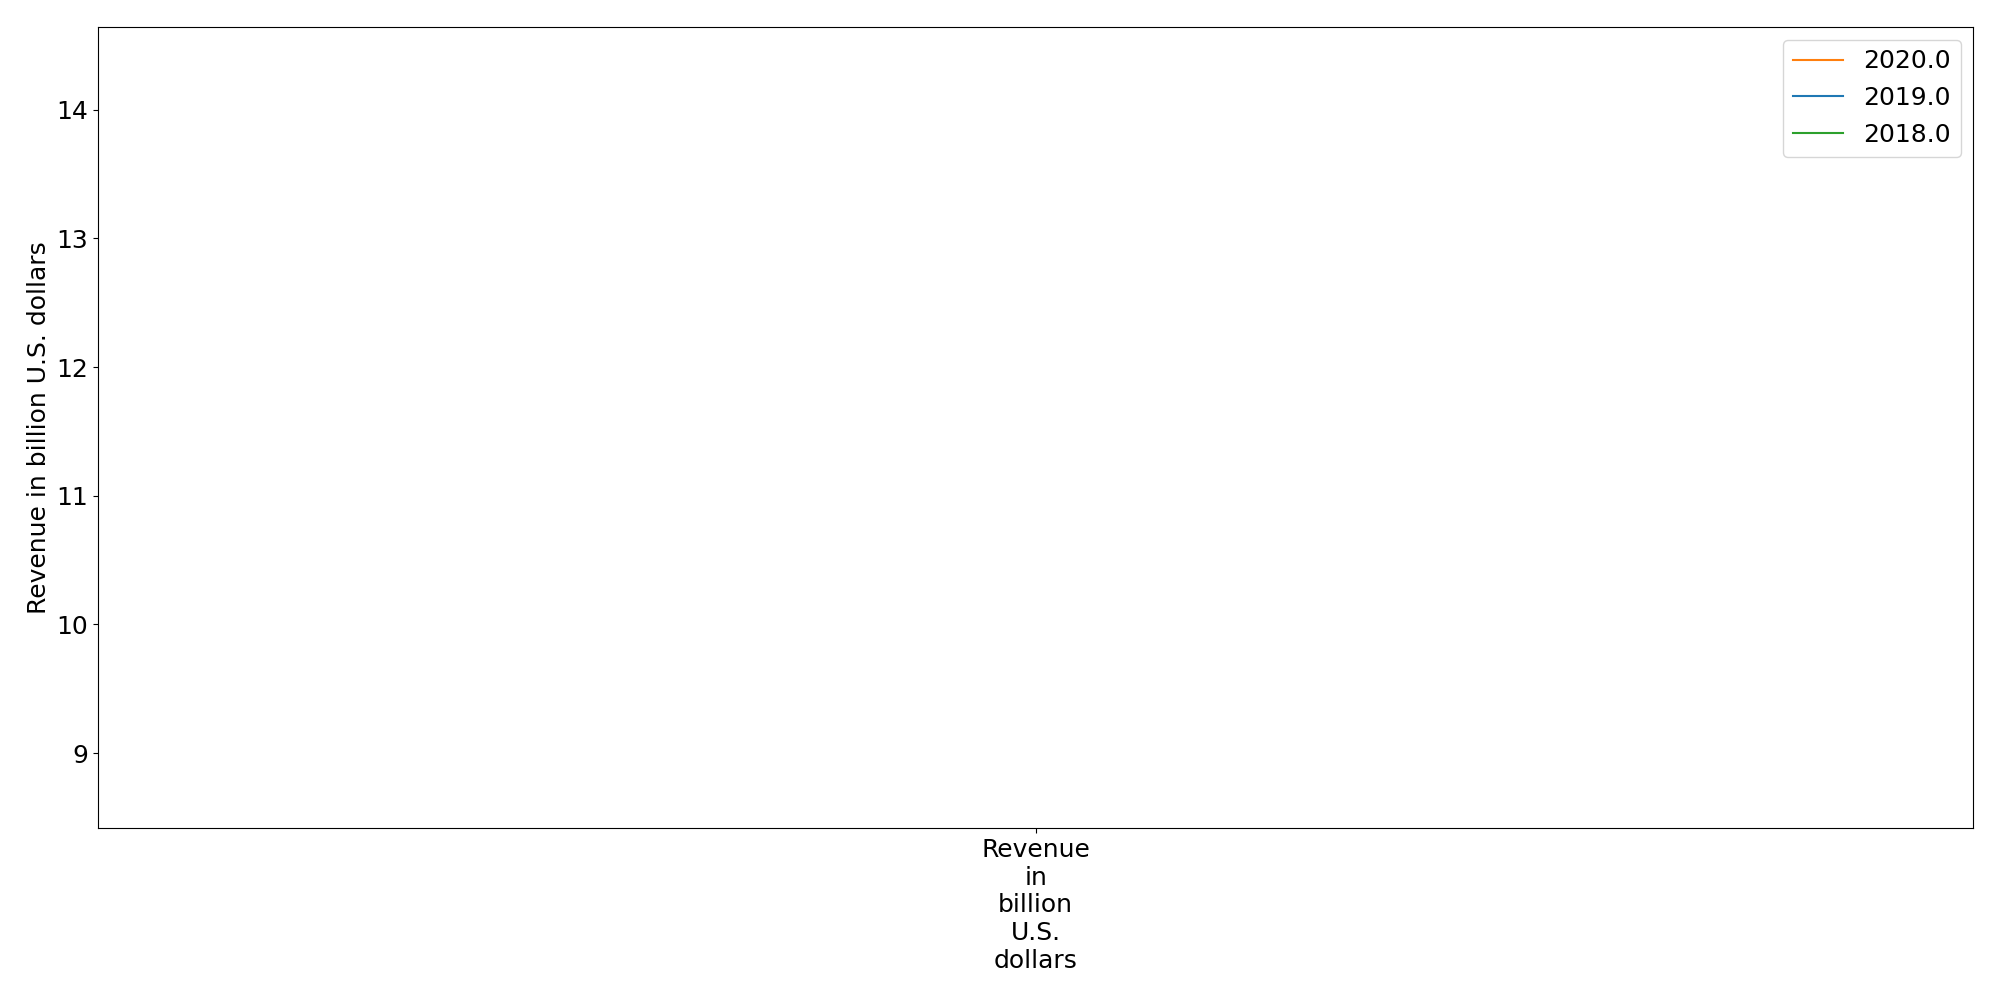 2020.0
2019.0
2018.0
14
13
12
11
10
9
Revenue in billion U.S. dollars
Revenue
in
billion
U.S.
dollars